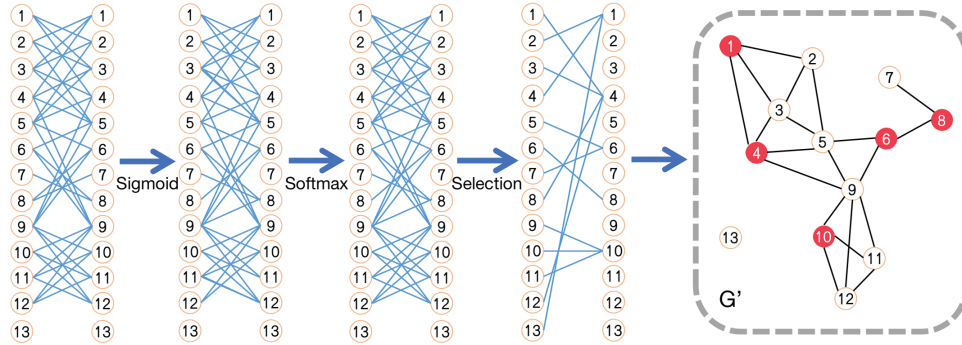 1 1 1 1 1 1 1 1
2 2 2 2 2 2 2 2
3 3 3 3 3 3 3 3
4 4 4 4 4 4 4 4
5 5 5 5 5 5 5 5
6 6 6 6 6 6 6 6
7 7 7 7 7 7 7 7
8 8 8 8 8 8 8 8
9 9 9 9 9 9 9 9
10 10 10 10 10 10 10 10
11 11 11 11 11 11 11 11
12 12 12 12 12 12 12 12
13 13 13 13 13 13 13 13
Sigmoid
Softmax
Selection
1
2
7
3
8
5
6
4
9
13
10
11
12
G'